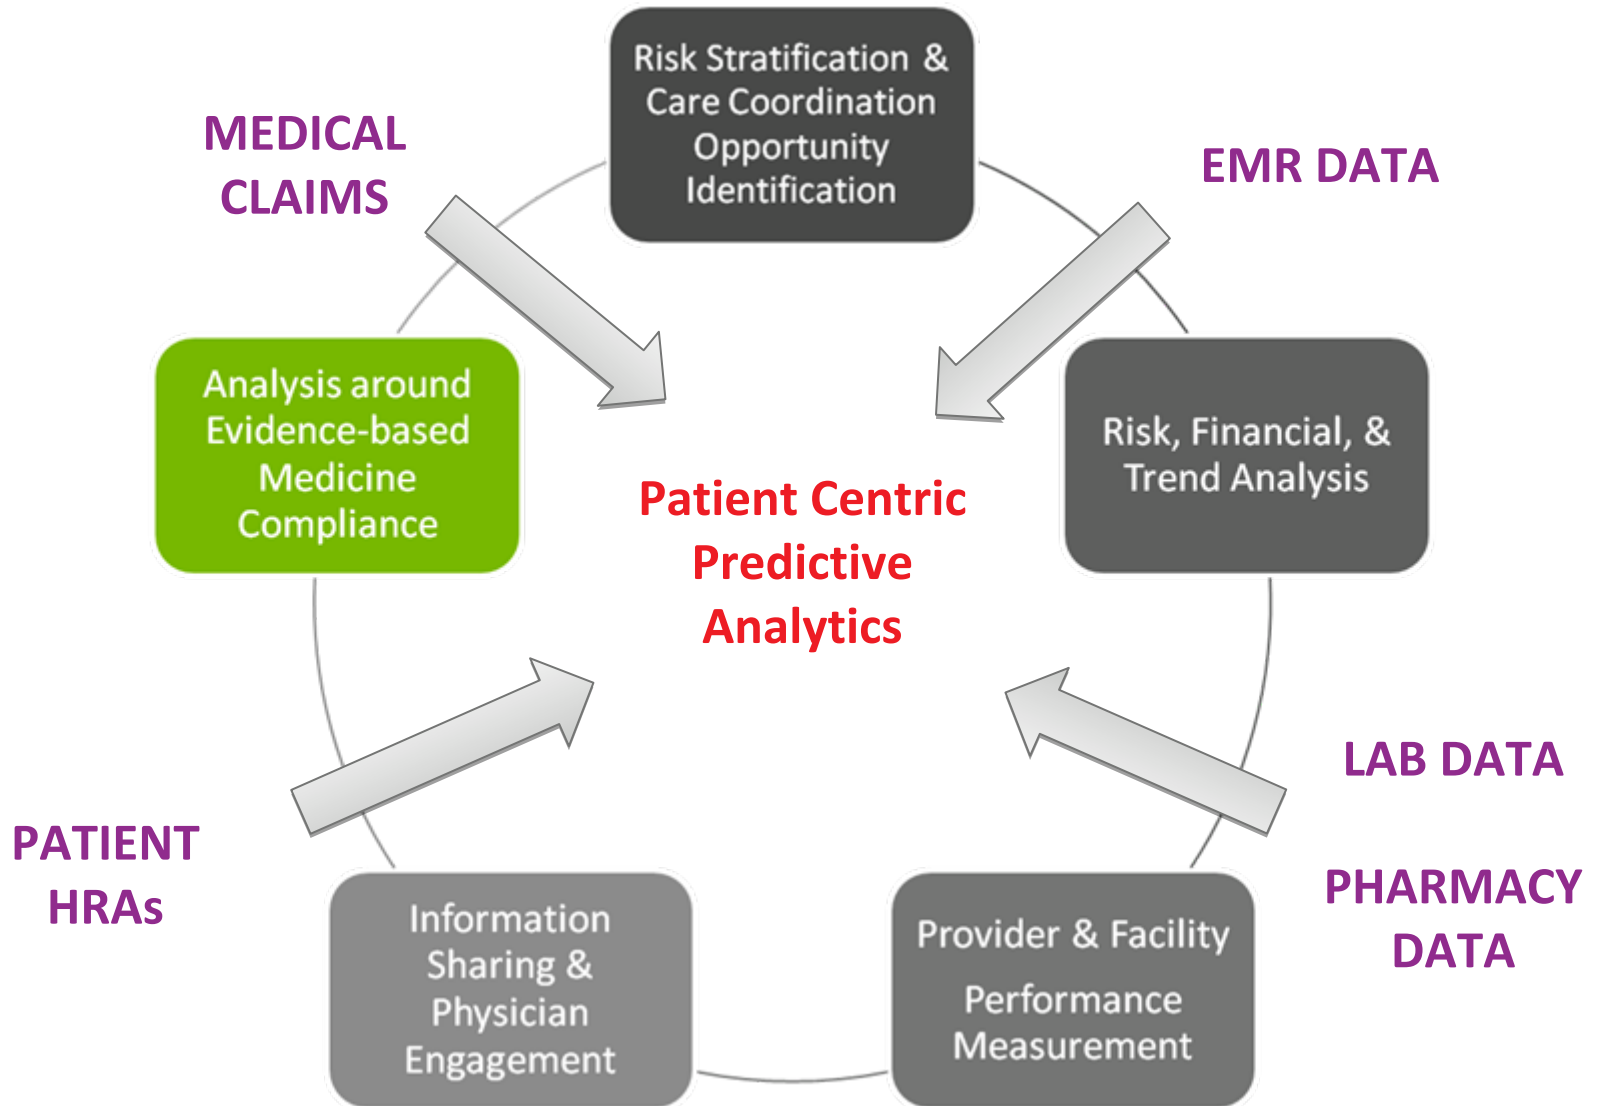 Risk Stratification &
Care Coordination
Opportunity
Identification
MEDICAL
CLAIMS
EMR DATA
Analysis around
Evidence-based
Medicine
Compliance
Risk, Financial, &
Trend Analysis
Patient Centric
Predictive
Analytics
LAB DATA
PATIENT
HRAs
PHARMACY
DATA
Information
Sharing &
Physician
Engagement
Provider & Facility
Performance
Measurement